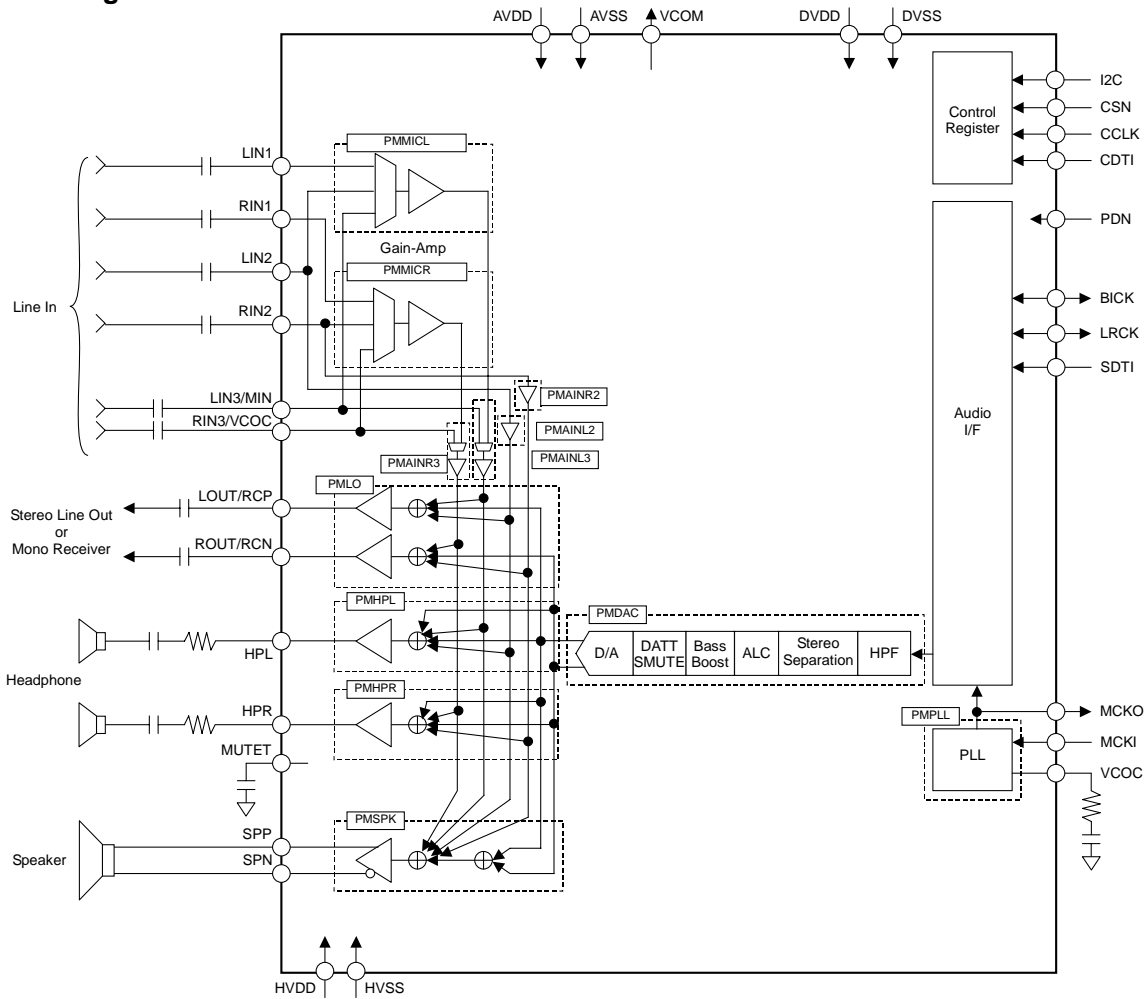 AVDD
AVSS
VCOM
DVDD
DVSS
I2C
CSN
CCLK
CDTI
Control
Register
PDN
BICK
LRCK
SDTI
Audio
I/F
Line In
LIN1
RIN1
LIN2
RIN2
LIN3/MIN
RIN3/VCOC
PMMICL
Gain-Amp
PMMICR
PMAINR2
PMAINL2
PMAINL3
PMAINR3
Stereo Line Out
or
Mono Receiver
LOUT/RCP
ROUT/RCN
PMLO
Headphone
HPL
HPR
PMHPL
PMHPR
MUTET
PMDAC
D/A
DATT
SMUTE
Bass
Boost
ALC
Stereo
Separation
HPF
PMPLL
PLL
MCKO
MCKI
VCOC
Speaker
SPP
SPN
PMSPK
HVDD
HVSS